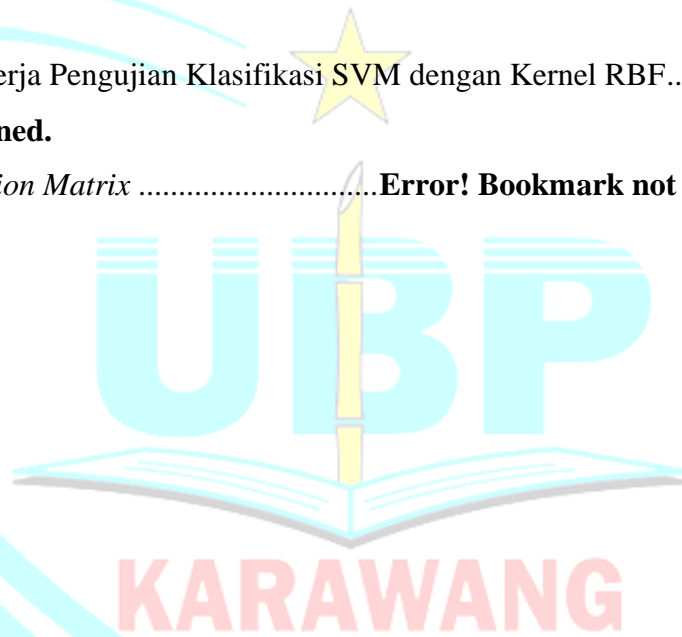 erja Pengujian Klasifikasi SVM dengan Kernel RBF..
ned.
ion Matrix ..............................Error! Bookmark not
UBP
KARAWANG